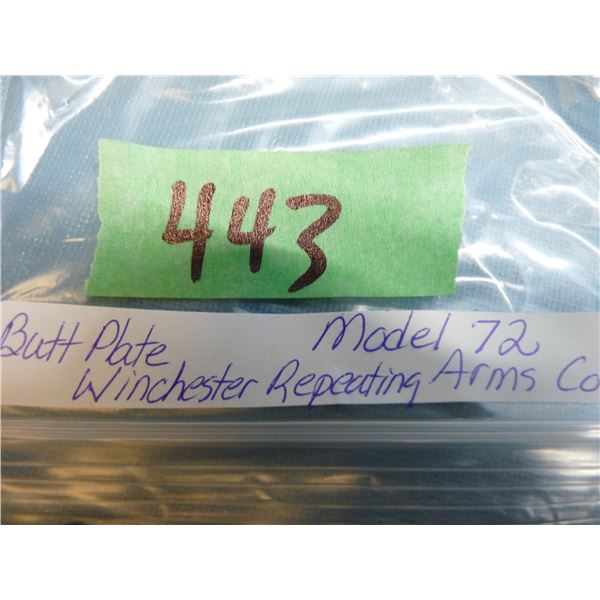 443
Butt Plate Model 72
Winchester Repeating Arms Co